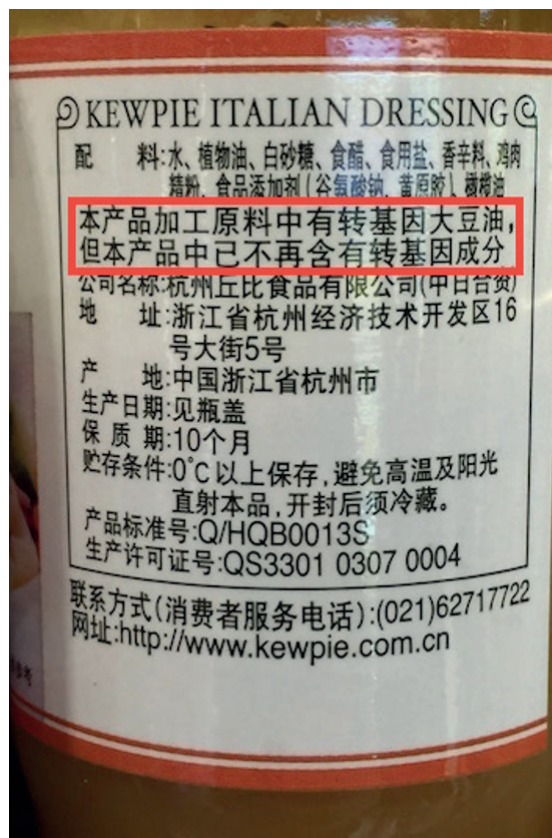 KEWPIE ITALIAN DRESSING
配 料:水、植物油、白砂糖、食醋、食用盐、香辛料、鸡肉
精粉、食品添加剂(谷氨酸钠、黄原胶)、橄榄油
本产品加工原料中有转基因大豆油,
但本产品中已不再含有转基因成分
公司名称:杭州丘比食品有限公司(中日合资)
地 址:浙江省杭州经济技术开发区16
号大街5号
产 地:中国浙江省杭州市
生产日期:见瓶盖
保 质 期:10个月
贮存条件:0℃以上保存,避免高温及阳光
直射本品,开封后须冷藏。
产品标准号:Q/HQB0013S
生产许可证号:QS3301 0307 0004
联系方式(消费者服务电话):(021)62717722
网址:http://www.kewpie.com.cn